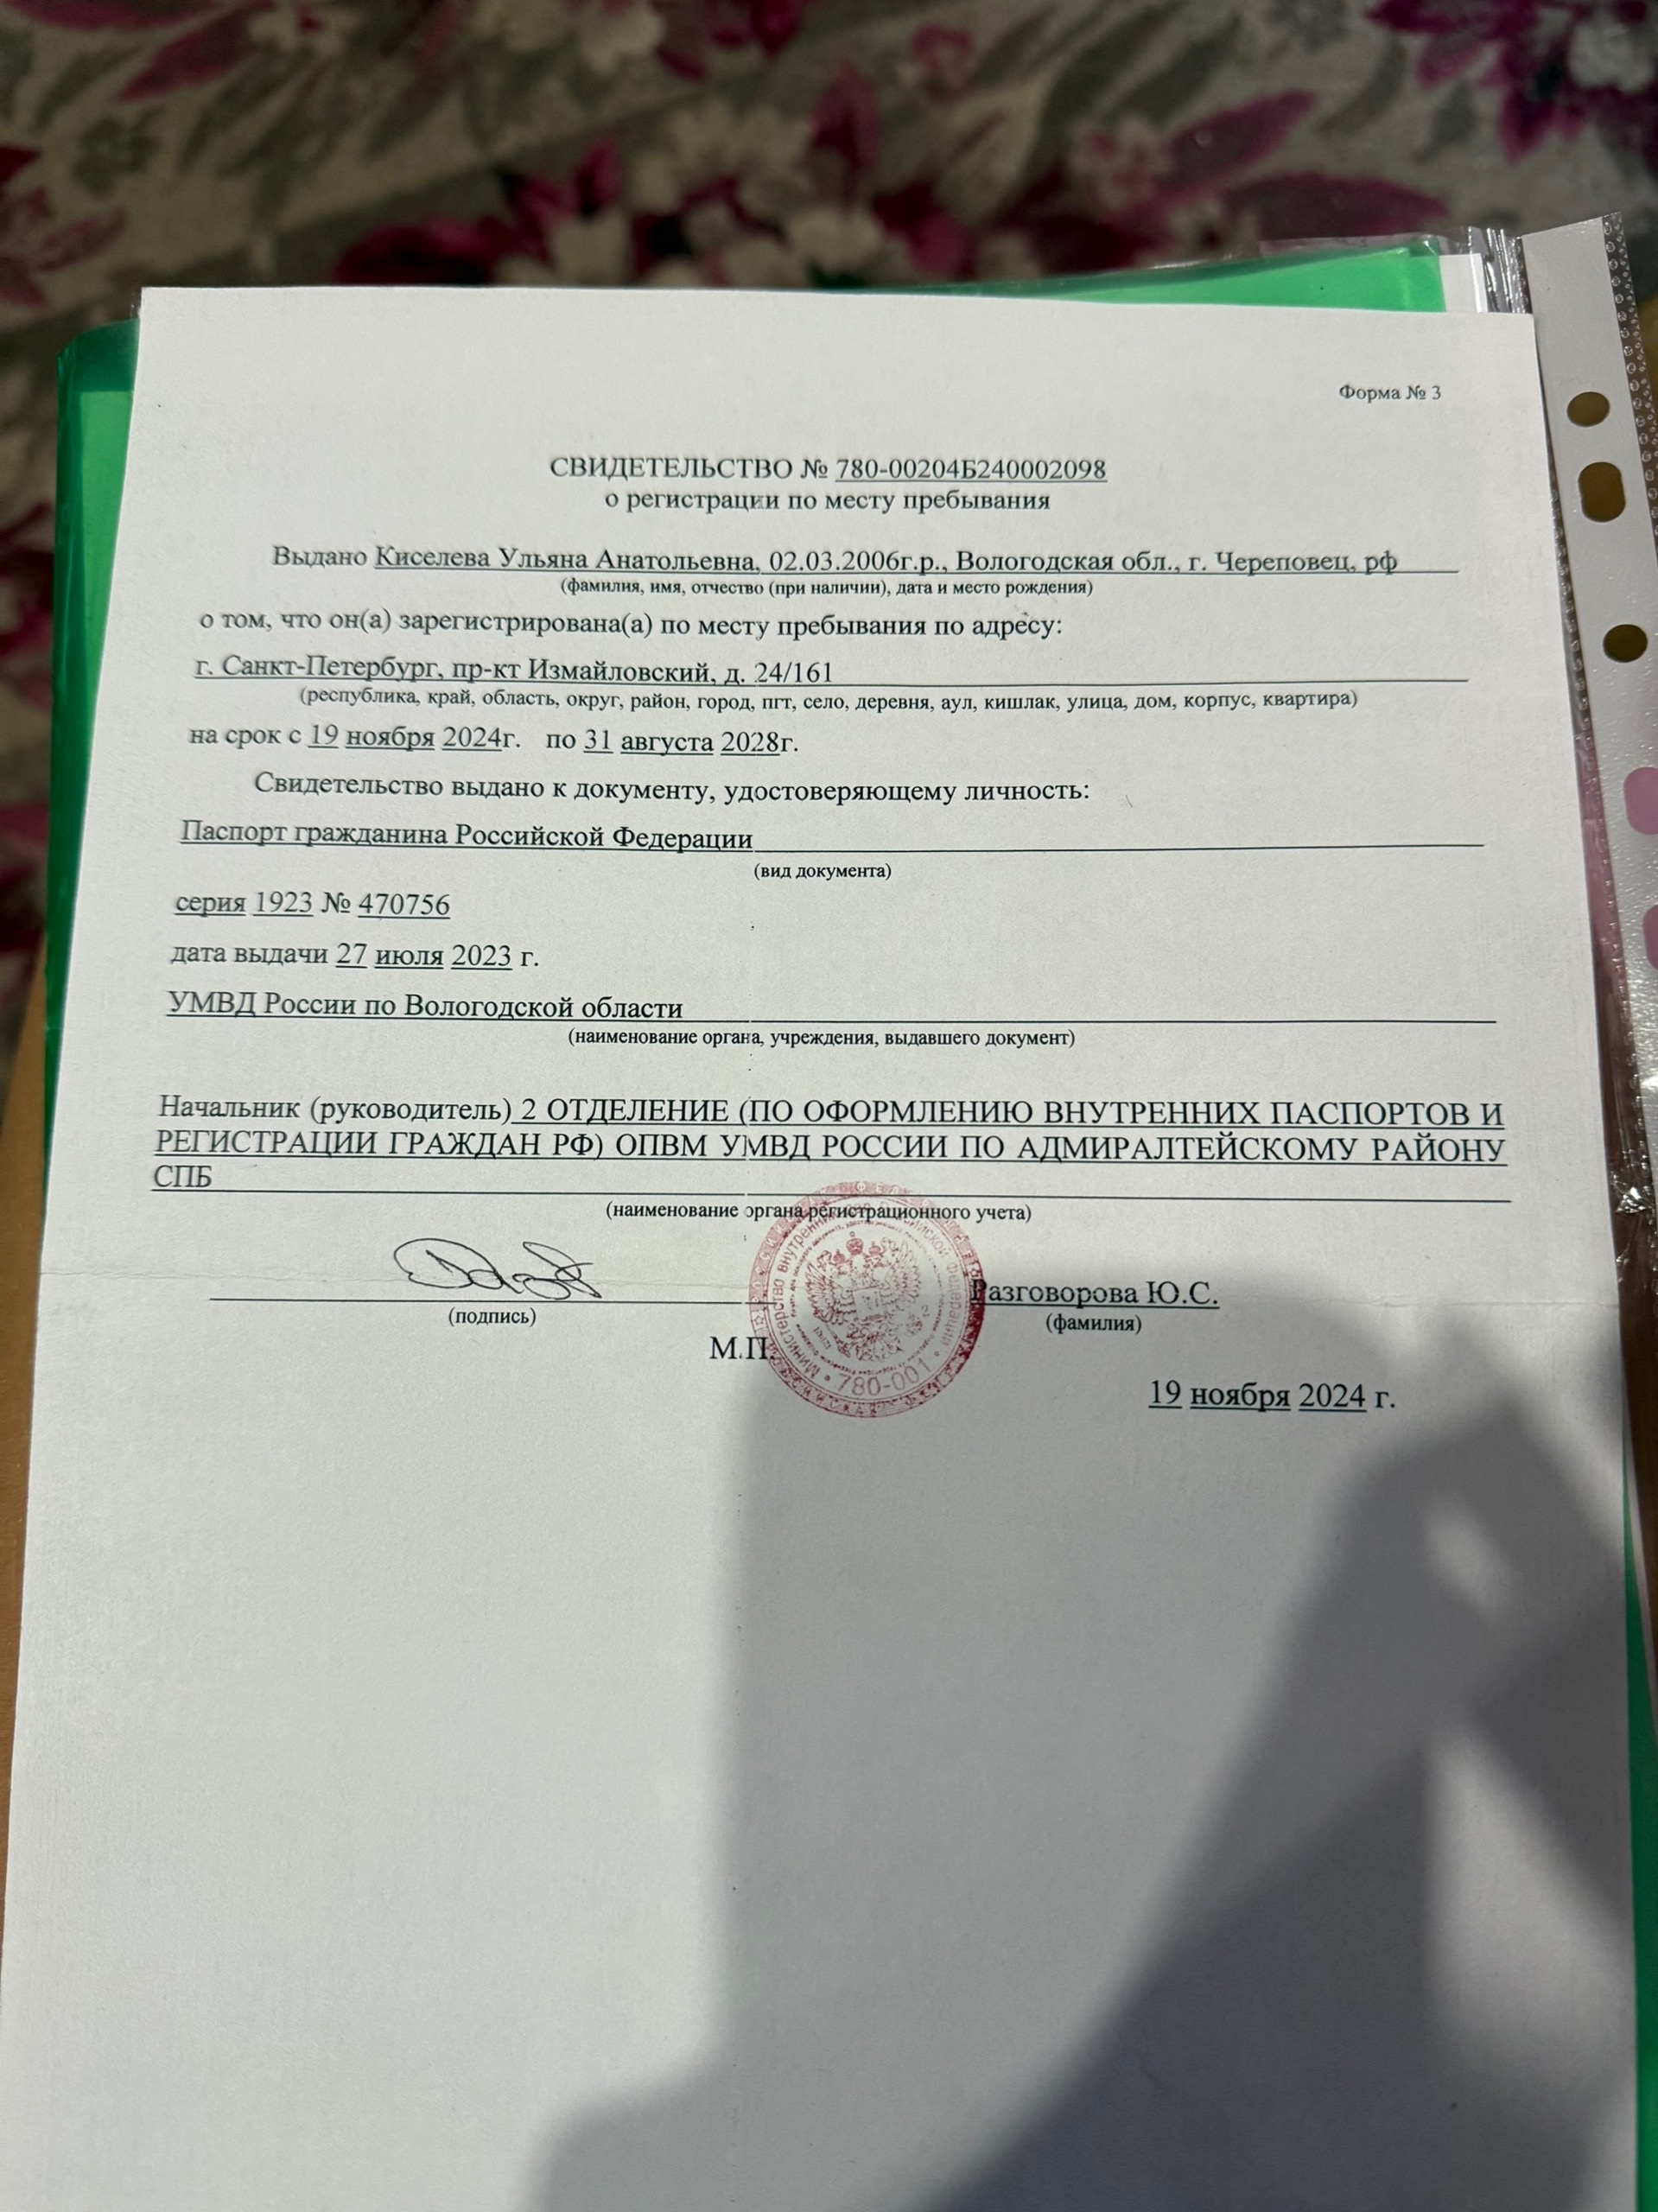 Форма № 3
СВИДЕТЕЛЬСТВО № 780-00204Б240002098
о регистрации по месту пребывания
Выдано Киселева Ульяна Анатольевна, 02.03.2006г.р., Вологодская обл., г. Череповец, рф
(фамилия, имя, отчество (при наличии), дата и место рождения)
о том, что он(а) зарегистрирована(а) по месту пребывания по адресу:
г. Санкт-Петербург, пр-кт Измайловский, д. 24/161
(республика, край, область, округ, район, город, пгт, село, деревня, аул, кишлак, улица, дом, корпус, квартира)
на срок с 19 ноября 2024г. по 31 августа 2028г.
Свидетельство выдано к документу, удостоверяющему личность:
Паспорт гражданина Российской Федерации
(вид документа)
серия 1923 № 470756
дата выдачи 27 июля 2023 г.
УМВД России по Вологодской области
(наименование органа, учреждения, выдавшего документ)
Начальник (руководитель) 2 ОТДЕЛЕНИЕ (ПО ОФОРМЛЕНИЮ ВНУТРЕННИХ ПАСПОРТОВ И
РЕГИСТРАЦИИ ГРАЖДАН РФ) ОПВМ УМВД РОССИИ ПО АДМИРАЛТЕЙСКОМУ РАЙОНУ
СПБ
(наименование органа регистрационного учета)
Разговорова Ю.С.
(подпись)
(фамилия)
М.П.
780-001
19 ноября 2024 г.